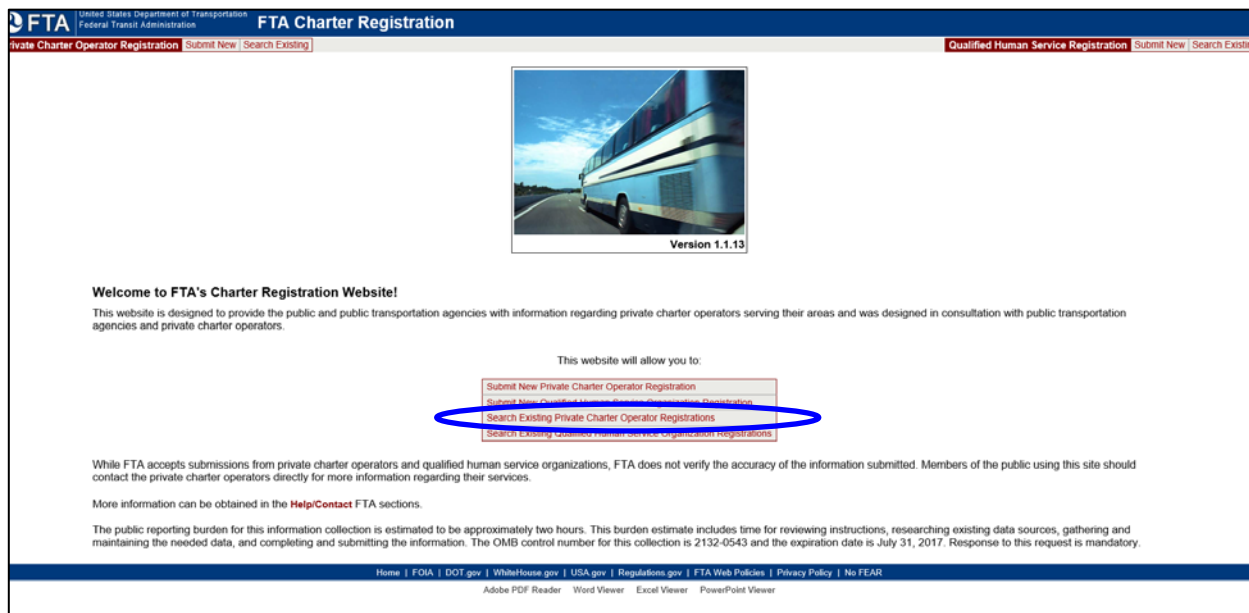 FTA United States Department of Transportation
Federal Transit Administration
FTA Charter Registration
rivate Charter Operator Registration Submit New Search Existing
Qualified Human Service Registration Submit New Search Existin
Version 1.1.13
Welcome to FTA's Charter Registration Website!
This website is designed to provide the public and public transportation agencies with information regarding private charter operators serving their areas and was designed in consultation with public transportation
agencies and private charter operators.
This website will allow you to:
Submit New Private Charter Operator Registration
Submit New Qualified Human Service Organization Registration
Search Existing Private Charter Operator Registrations
Search Existing Qualified Human Service Organization Registrations
While FTA accepts submissions from private charter operators and qualified human service organizations, FTA does not verify the accuracy of the information submitted. Members of the public using this site should
contact the private charter operators directly for more information regarding their services.
More information can be obtained in the Help/Contact FTA sections.
The public reporting burden for this information collection is estimated to be approximately two hours. This burden estimate includes time for reviewing instructions, researching existing data sources, gathering and
maintaining the needed data, and completing and submitting the information. The OMB control number for this collection is 2132-0543 and the expiration date is July 31, 2017. Response to this request is mandatory.
Home | FOIA | DOT.gov | WhiteHouse.gov | USA.gov | Regulations.gov | FTA Web Policies | Privacy Policy | No FEAR
Adobe PDF Reader Word Viewer Excel Viewer PowerPoint Viewer